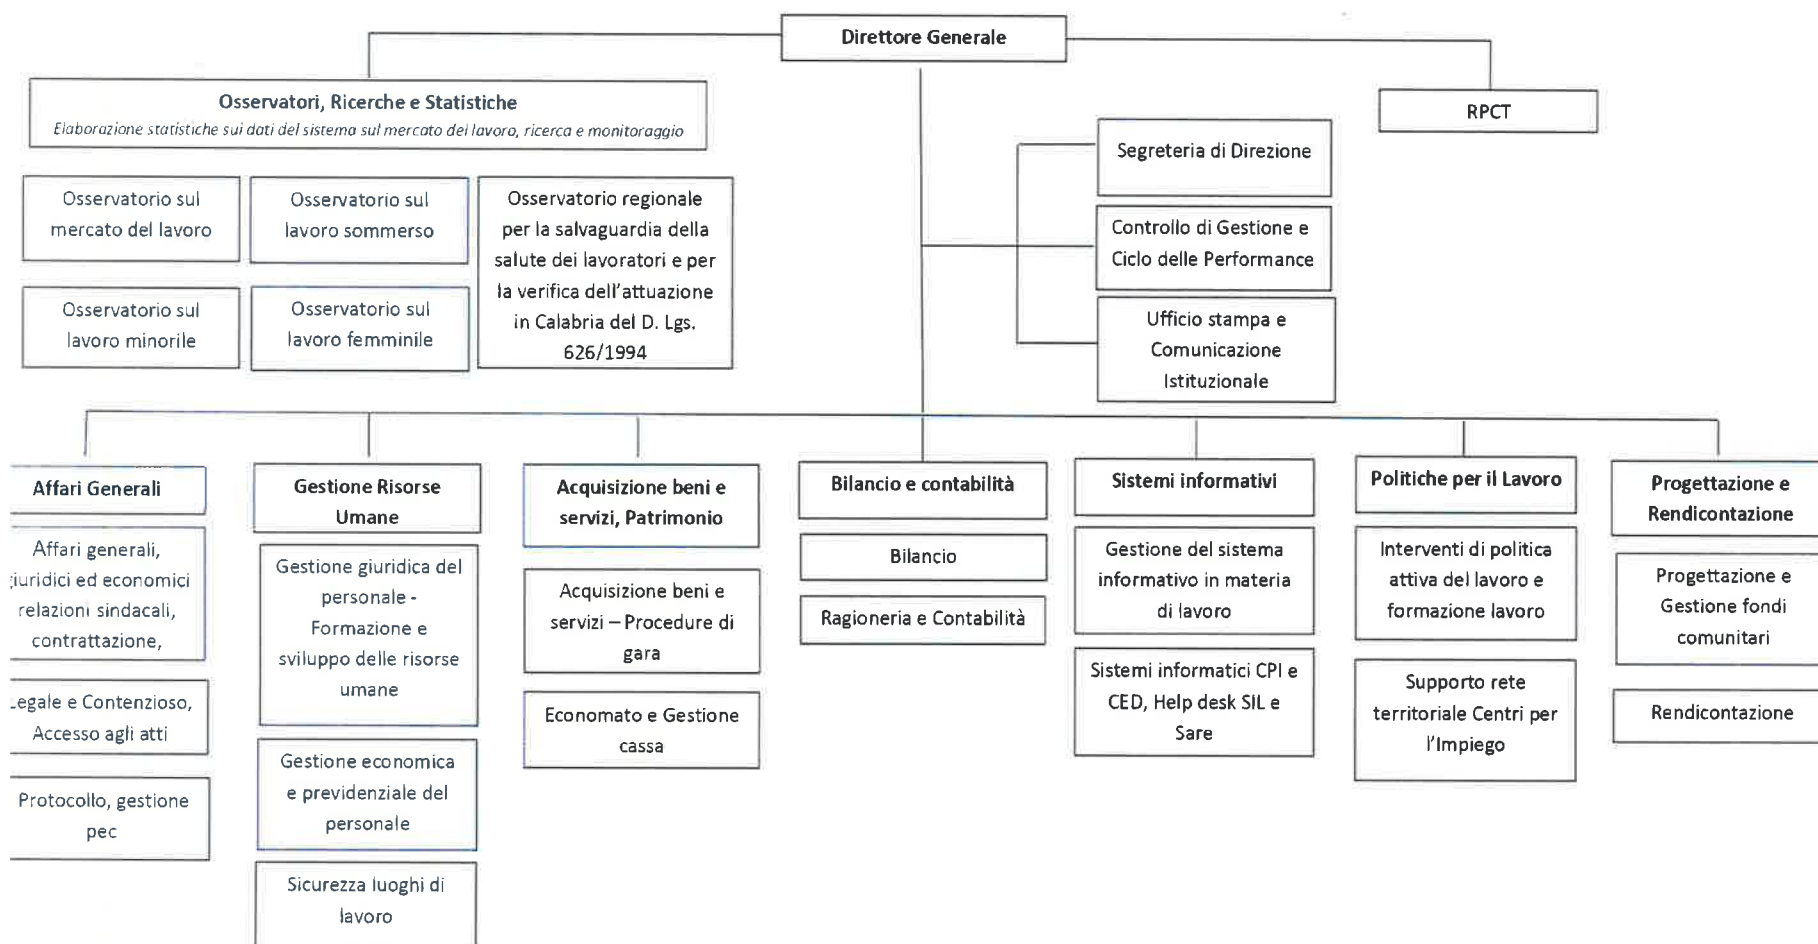 Direttore Generale
Osservatori, Ricerche e Statistiche
Elaborazione statistiche sui dati del sistema sul mercato del lavoro, ricerca e monitoraggio
RPCT
Segreteria di Direzione
Controllo di Gestione e
Ciclo delle Performance
Ufficio stampa e
Comunicazione
Istituzionale
Osservatorio sul
mercato del lavoro
Osservatorio sul
lavoro sommerso
Osservatorio regionale
per la salvaguardia della
salute dei lavoratori e per
la verifica dell'attuazione
in Calabria del D. Lgs.
626/1994
Osservatorio sul
lavoro minorile
Osservatorio sul
lavoro femminile
Affari Generali
Affari generali,
giuridici ed economici
relazioni sindacali,
contrattazione,
Legale e Contenzioso,
Accesso agli atti
Protocollo, gestione
pec
Gestione Risorse
Umane
Gestione giuridica del
personale -
Formazione e
sviluppo delle risorse
umane
Gestione economica
e previdenziale del
personale
Sicurezza luoghi di
lavoro
Acquisizione beni e
servizi, Patrimonio
Acquisizione beni e
servizi – Procedure di
gara
Economato e Gestione
cassa
Bilancio e contabilità
Bilancio
Ragioneria e Contabilità
Sistemi informativi
Gestione del sistema
informativo in materia
di lavoro
Sistemi informatici CPI e
CED, Help desk SIL e
Sare
Politiche per il Lavoro
Interventi di politica
attiva del lavoro e
formazione lavoro
Supporto rete
territoriale Centri per
l'Impiego
Progettazione e
Rendicontazione
Progettazione e
Gestione fondi
comunitari
Rendicontazione